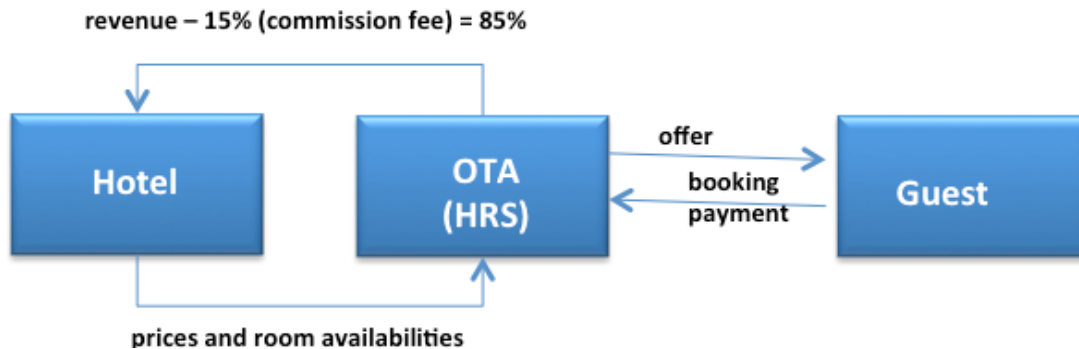 revenue – 15% (commission fee) = 85%
Hotel
OTA
(HRS)
offer
booking
payment
Guest
prices and room availabilities